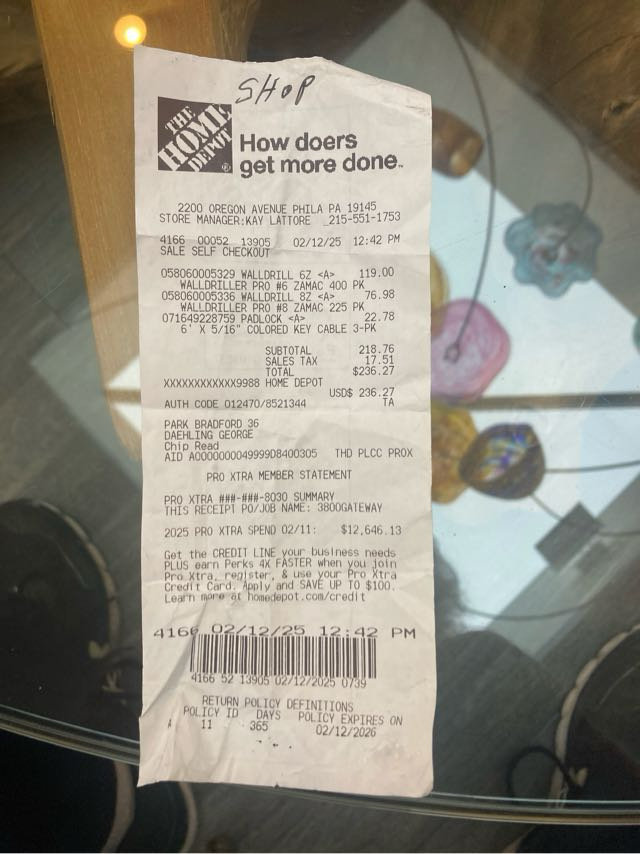 SHOP
THE
HOME
DEPOT
How doers
get more done.
2200 OREGON AVENUE PHILA PA 19145
STORE MANAGER:KAY LATTORE 215-551-1753
4166 00052 13905 02/12/25 12:42 PM
SALE SELF CHECKOUT
058060005329 WALLDRILL 6Z <A> 119.00
WALLDRILLER PRO #6 ZAMAC 400 PK
058060005336 WALLDRILL 8Z <A> 76.98
WALLDRILLER PRO #8 ZAMAC 225 PK
071649228759 PADLOCK <A> 22.78
6' X 5/16" COLORED KEY CABLE 3-PK
SUBTOTAL 218.76
SALES TAX 17.51
TOTAL $236.27
XXXXXXXXXXXX9988 HOME DEPOT
USD$ 236.27
AUTH CODE 012470/8521344 TA
PARK BRADFORD 36
DAEHLING GEORGE
Chip Read
AID A0000000049999D8400305 THD PLCC PROX
PRO XTRA MEMBER STATEMENT
PRO XTRA ###-###-8030 SUMMARY
THIS RECEIPT PO/JOB NAME: 3800GATEWAY
2025 PRO XTRA SPEND 02/11: $12,646.13
Get the CREDIT LINE your business needs
PLUS earn Perks 4X FASTER when you join
Pro Xtra, register, & use your Pro Xtra
Credit Card. Apply and SAVE UP TO $100.
Learn more at homedepot.com/credit
4166 02/12/25 12:42 PM
4166 52 13905 02/12/2025 0739
RETURN POLICY DEFINITIONS
POLICY ID DAYS POLICY EXPIRES ON
A 11 365 02/12/2026